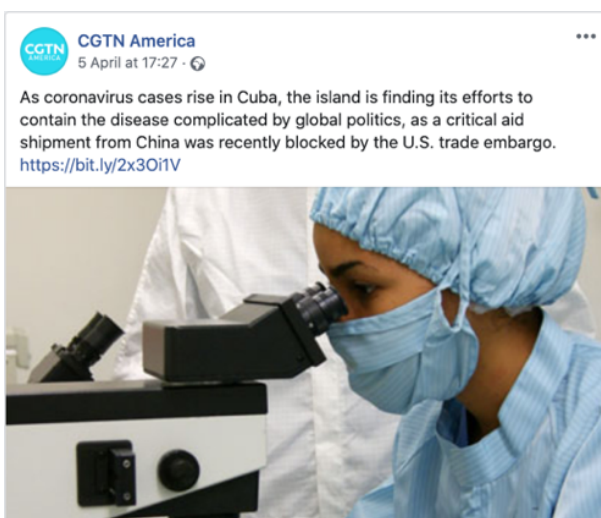 CGTN
AMERICA
CGTN America
5 April at 17:27 ·
As coronavirus cases rise in Cuba, the island is finding its efforts to
contain the disease complicated by global politics, as a critical aid
shipment from China was recently blocked by the U.S. trade embargo.
https://bit.ly/2x3Oi1V